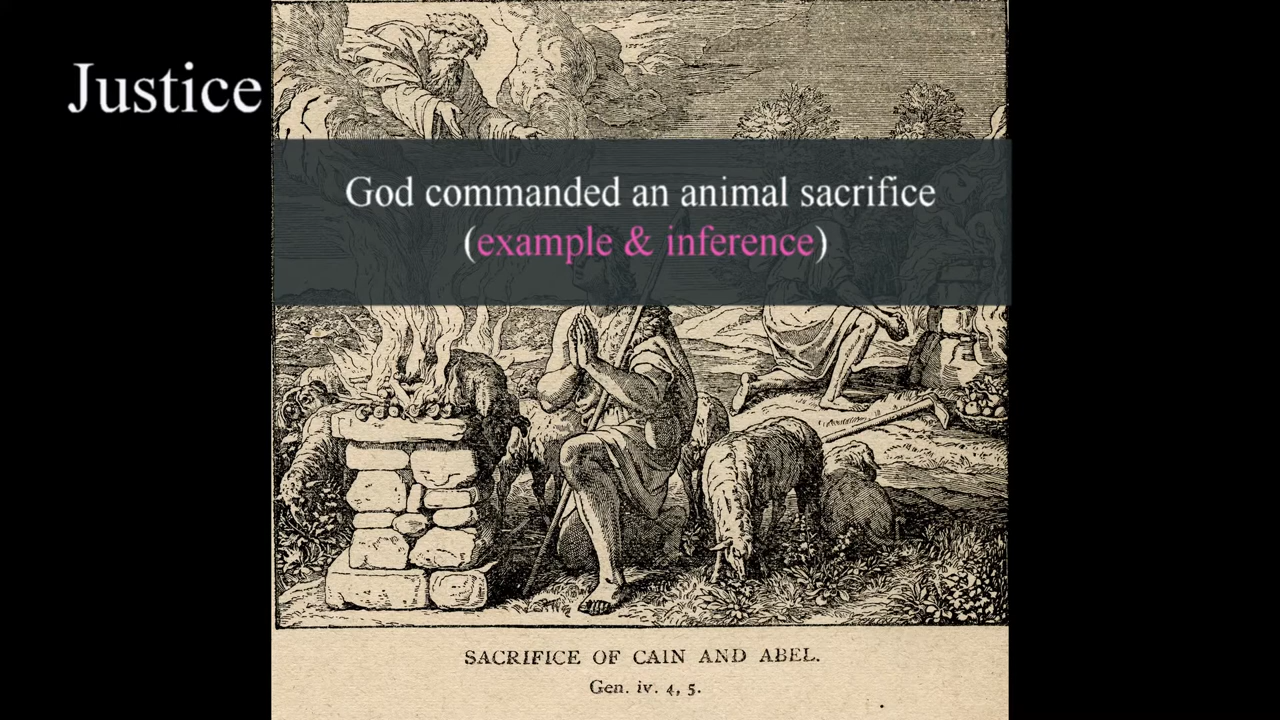 Justice
God commanded an animal sacrifice
(example & inference)
SACRIFICE OF CAIN AND ABEL.
Gen. iv. 4, 5.